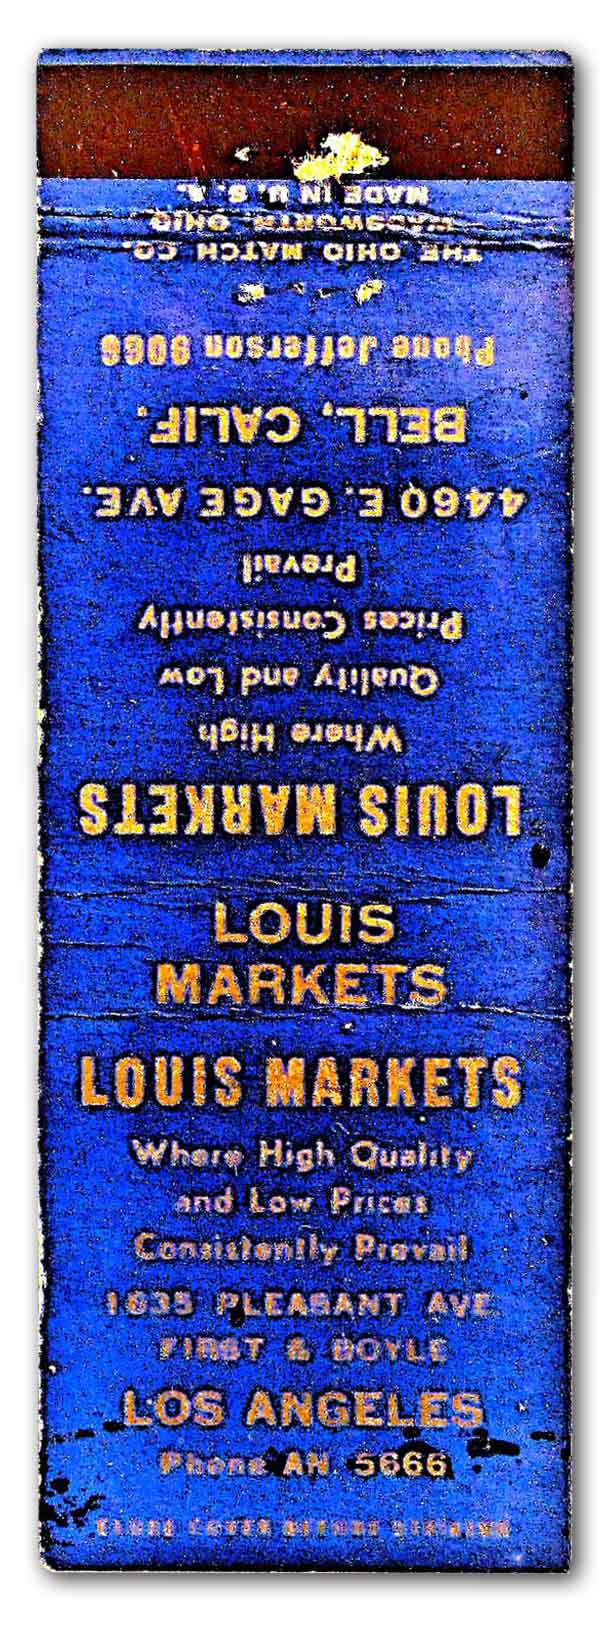 LOUIS
MARKETS
LOUIS MARKETS
Where High Quality
and Low Prices
Consistently Prevail
1635 PLEASANT AVE
FIRST & BOYLE
LOS ANGELES
Phone AN. 5666
CLOSE COVER BEFORE STRIKING
LOUIS MARKETS
Where High
Quality and Low
Prices Consistently
Prevail
4460 E. GAGE AVE.
BELL, CALIF.
Phone Jefferson 9066
THE OHIO MATCH CO.
WADSWORTH, OHIO
MADE IN U. S. A.